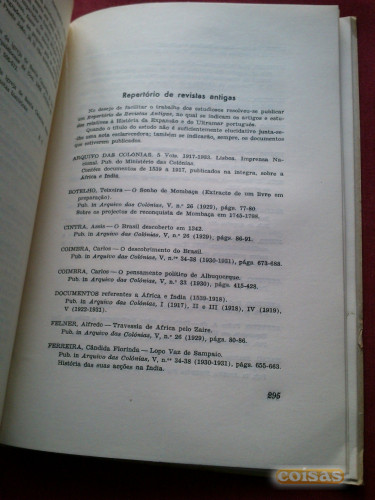 Repertório de revistas antigas
No desejo de facilitar o trabalho dos estudiosos resolveu-se publicar
um Repertório de Revistas Antigas, no qual se indicam os artigos e estu-
dos relativos à História da Expansão e do Ultramar português.
Quando o título do estudo não é suficientemente elucidativo junta-se-
-lhe nota esclarecedora; também se indicarão, sempre, os documentos
que estiverem publicados.
ARQUIVO DAS COLONIAS. 5 Vols. 1917-1933. Lisboa. Imprensa Na-
cional. Pub. do Ministério das Colónias.
Contém documentos de 1539 a 1917, publicados na íntegra, sobre a
África e Índia.
BOTELHO, Teixeira — O Sonho de Mombaça (Extracto de um livro em
preparação).
Pub. in Arquivo das Colónias, V, n.º 26 (1929), págs. 77-80
Sobre os projectos de reconquista de Mombaça em 1745-1798.
CINTRA, Assis — O Brasil descoberto em 1342.
Pub. in Arquivo das Colónias, V, n.º 26 (1929), págs. 86-91.
COIMBRA, Carlos — O descobrimento do Brasil.
Pub. in Arquivo das Colónias, V, n.ºs 34-38 (1930-1931), págs. 673-688.
COIMBRA, Carlos — O pensamento político de Albuquerque.
Pub. in Arquivo das Colónias, V, n.º 33 (1930), págs. 415-428.
DOCUMENTOS referentes a África e Índia (1539-1918).
Pub. in Arquivo das Colónias, I (1917), II e III (1918), IV (1919),
V (1922-1931).
FELNER, Alfredo — Travessia de África pelo Zaire.
Pub. in Arquivo das Colónias, V, n.º 26 (1929), págs. 80-86.
FERREIRA, Cândida Florinda — Lopo Vaz de Sampaio.
Pub. in Arquivo das Colónias, V, n.ºs 34-38 (1930-1931), págs. 655-663.
História das suas acções na Índia.
295
coisas